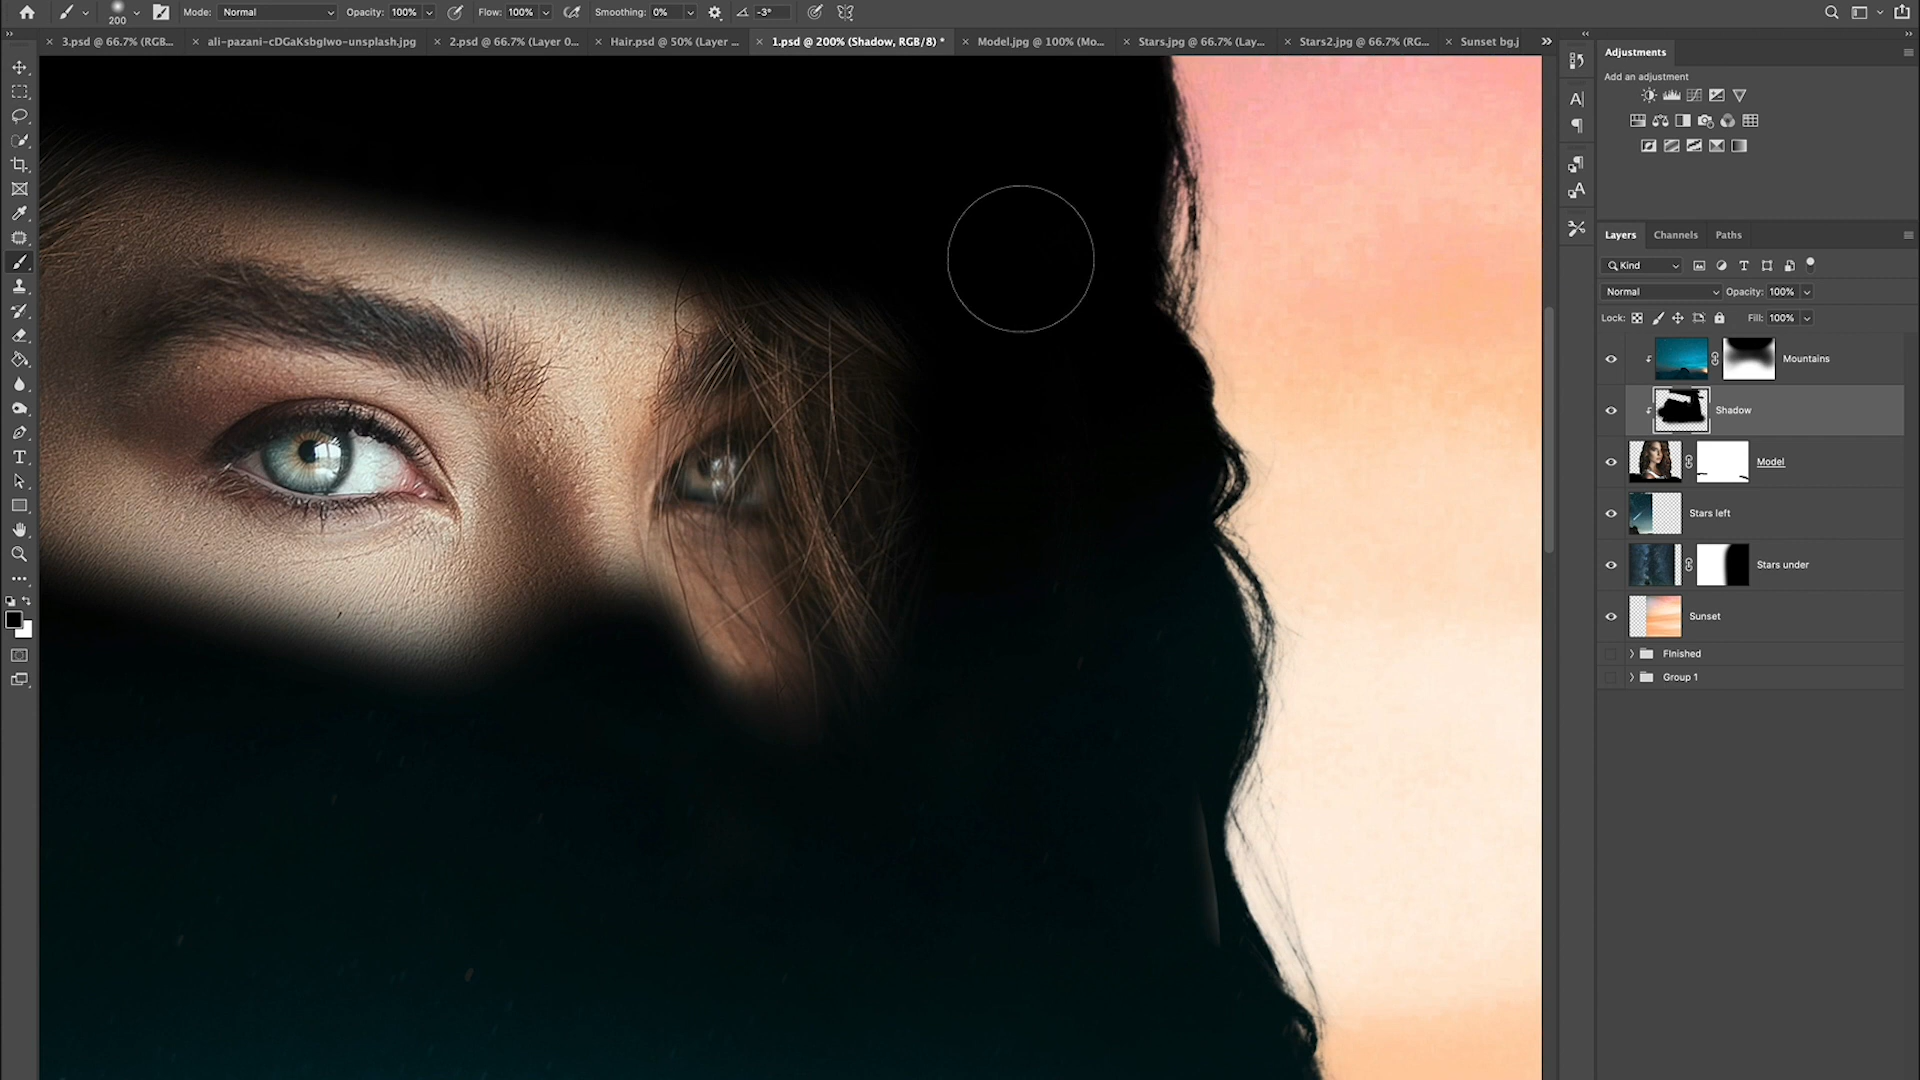 200
Mode: Normal
Opacity: 100%
Flow: 100%
Smoothing: 0%
-3°
× 3.psd @ 66.7% (RGB...
× ali-pazani-cDGaKsbgIwo-unsplash.jpg
× 2.psd @ 66.7% (Layer 0...
× Hair.psd @ 50% (Layer ...
× 1.psd @ 200% (Shadow, RGB/8) *
× Model.jpg @ 100% (Mo...
× Stars.jpg @ 66.7% (Lay...
× Stars2.jpg @ 66.7% (RG...
× Sunset bg.j
Adjustments
Add an adjustment
Layers Channels Paths
Kind
Normal Opacity: 100%
Lock: Fill: 100%
Mountains
Shadow
Model
Stars left
Stars under
Sunset
FInished
Group 1